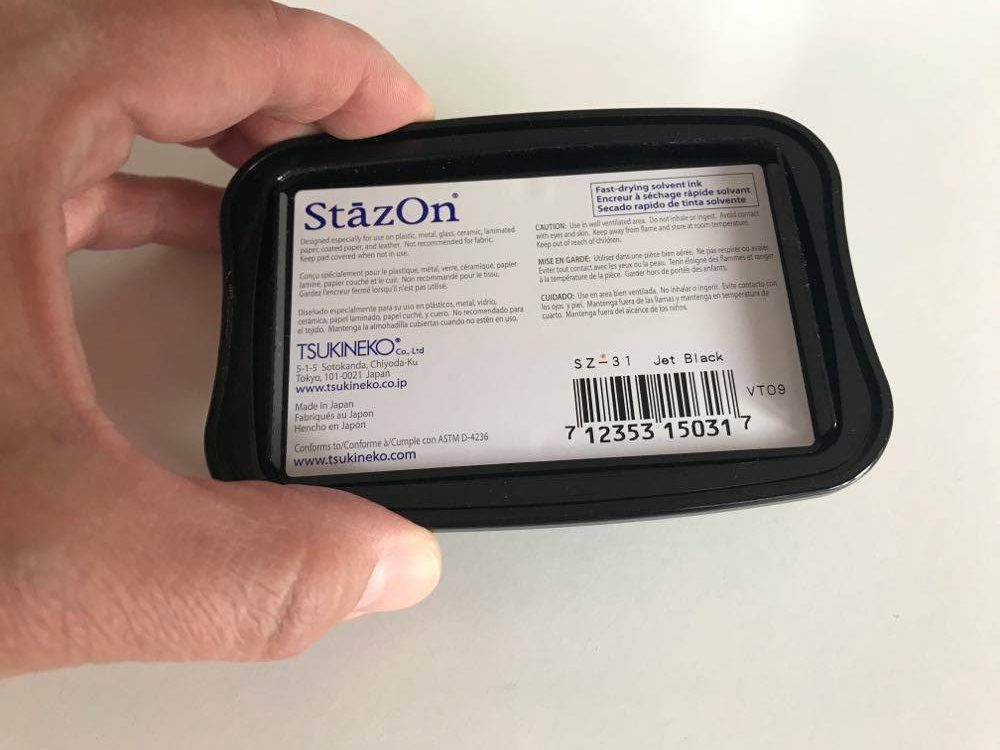 StāzOn®
Designed especially for use on plastic, metal, glass, ceramic, laminated
paper, coated paper, and leather. Not recommended for fabric.
Keep pad covered when not in use.
Conçu spécialement pour le plastique, métal, verre, céramique, papier
laminé, papier couché et le cuir. Non recommandé pour le tissu.
Gardez l'encreur fermé lorsqu'il n'est pas utilisé.
Diseñado especialmente para su uso en plásticos, metal, vidrio,
cerámica, papel laminado, papel cuché, y cuero. No recomendado para
el tejido. Mantenga la almohadilla cubiertas cuando no estén en uso.
TSUKINEKO® Co., Ltd
5-1-5 Sotokanda, Chiyoda-Ku
Tokyo, 101-0021 Japan
www.tsukineko.co.jp
Made in Japan
Fabriqués au Japon
Hencho en Japón
Conforms to/Conforme à/Cumple con ASTM D-4236
www.tsukineko.com
Fast-drying solvent ink
Encreur à séchage rápide solvant
Secado rapido de tinta solvente
CAUTION: Use in well ventilated area. Do not inhale or ingest. Avoid contact
with eyes and skin. Keep away from flame and store at room temperature.
Keep out of reach of children.
MISE EN GARDE: Utiliser dans une pièce bien aérée. Ne pas respirer ou avaler.
Éviter tout contact avec les yeux ou la peau. Tenir éloigné des flammes et ranger
à la température de la pièce. Garder hors de portée des enfants.
CUIDADO: Use en area bien ventilada. No inhalar o ingerir. Evite contacto con
los ojos y piel. Mantenga fuera de las llamas y mantenga en temperatura de
cuarto. Mantenga fuera del alcance de los niños.
SZ-31 Jet Black
VT09
7 12353 15031 7